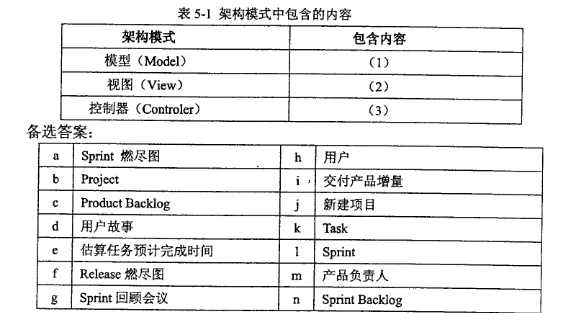 表 5-1 架构模式中包含的内容
架构模式 包含内容
模型（Model） （1）
视图（View） （2）
控制器（Controler） （3）
备选答案：
a Sprint 燃尽图 h 用户
b Project i 交付产品增量
c Product Backlog j 新建项目
d 用户故事 k Task
e 估算任务预计完成时间 l Sprint
f Release 燃尽图 m 产品负责人
g Sprint 回顾会议 n Sprint Backlog